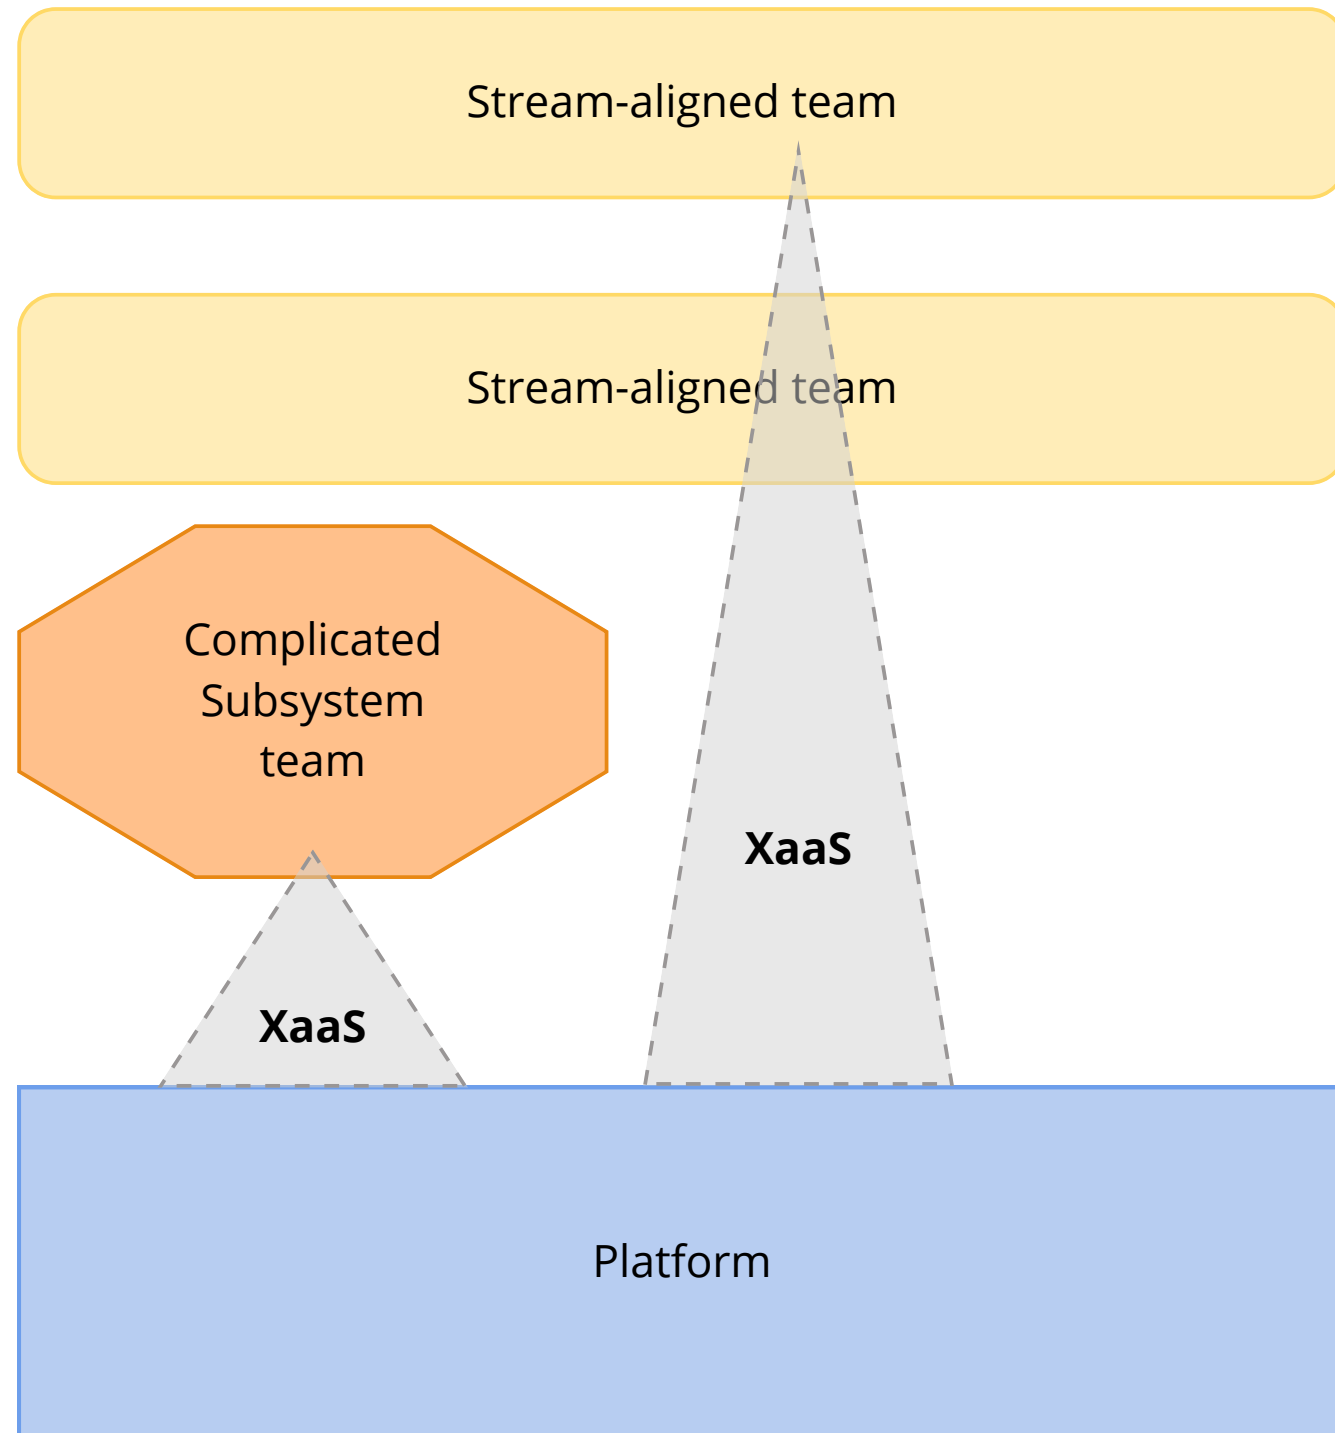 Stream-aligned team
Stream-aligned team
Complicated
Subsystem
team
XaaS
XaaS
Platform